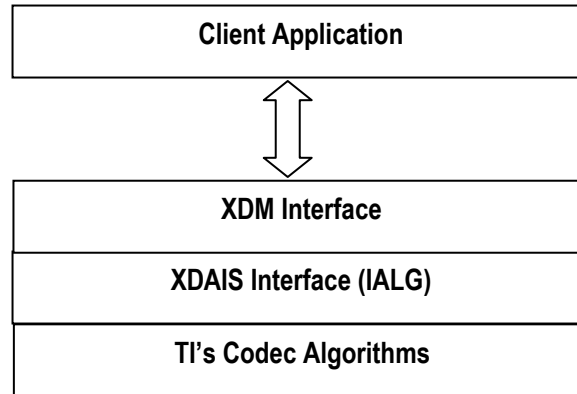 Client Application
XDM Interface
XDAIS Interface (IALG)
TI’s Codec Algorithms